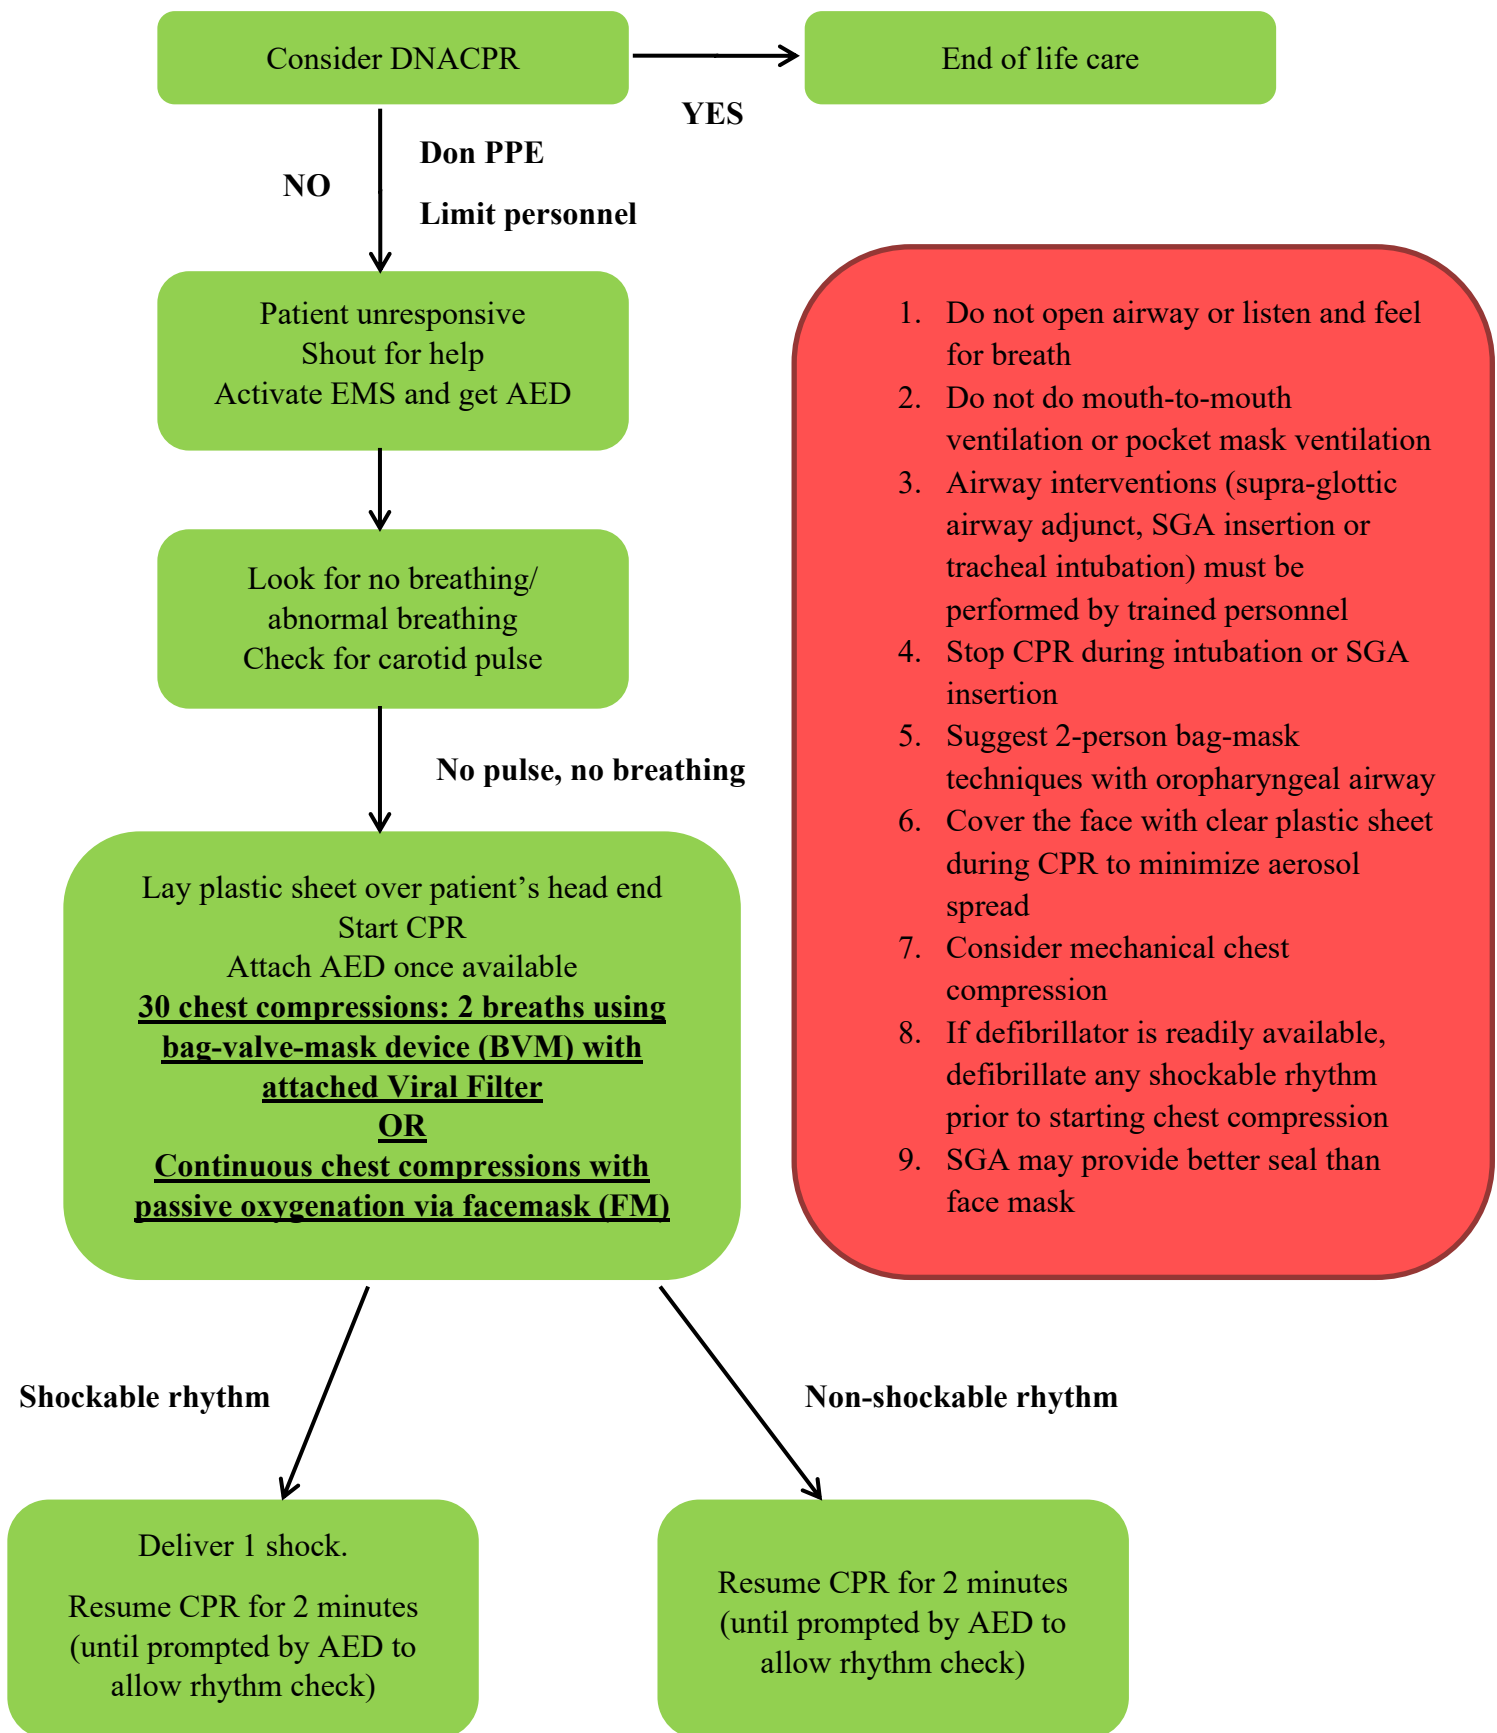 Consider DNACPR
End of life care
YES
Don PPE
NO
Limit personnel
Patient unresponsive
Shout for help
Activate EMS and get AED
Look for no breathing/
abnormal breathing
Check for carotid pulse
No pulse, no breathing
Lay plastic sheet over patient’s head end
Start CPR
Attach AED once available
30 chest compressions: 2 breaths using
bag-valve-mask device (BVM) with
attached Viral Filter
OR
Continuous chest compressions with
passive oxygenation via facemask (FM)
1. Do not open airway or listen and feel
for breath
2. Do not do mouth-to-mouth
ventilation or pocket mask ventilation
3. Airway interventions (supra-glottic
airway adjunct, SGA insertion or
tracheal intubation) must be
performed by trained personnel
4. Stop CPR during intubation or SGA
insertion
5. Suggest 2-person bag-mask
techniques with oropharyngeal airway
6. Cover the face with clear plastic sheet
during CPR to minimize aerosol
spread
7. Consider mechanical chest
compression
8. If defibrillator is readily available,
defibrillate any shockable rhythm
prior to starting chest compression
9. SGA may provide better seal than
face mask
Shockable rhythm
Non-shockable rhythm
Deliver 1 shock.
Resume CPR for 2 minutes
(until prompted by AED to
allow rhythm check)
Resume CPR for 2 minutes
(until prompted by AED to
allow rhythm check)